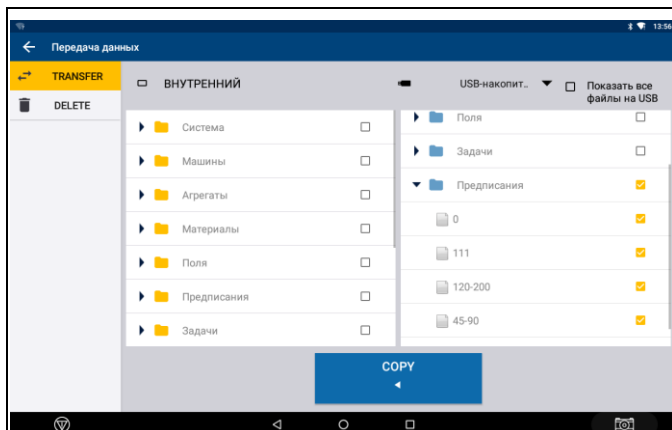 13:56
Передача данных
TRANSFER
DELETE
ВНУТРЕННИЙ
USB-накопит..
Показать все
файлы на USB
Система
Машины
Агрегаты
Материалы
Поля
Предписания
Задачи
Поля
Задачи
Предписания
0
111
120-200
45-90
COPY